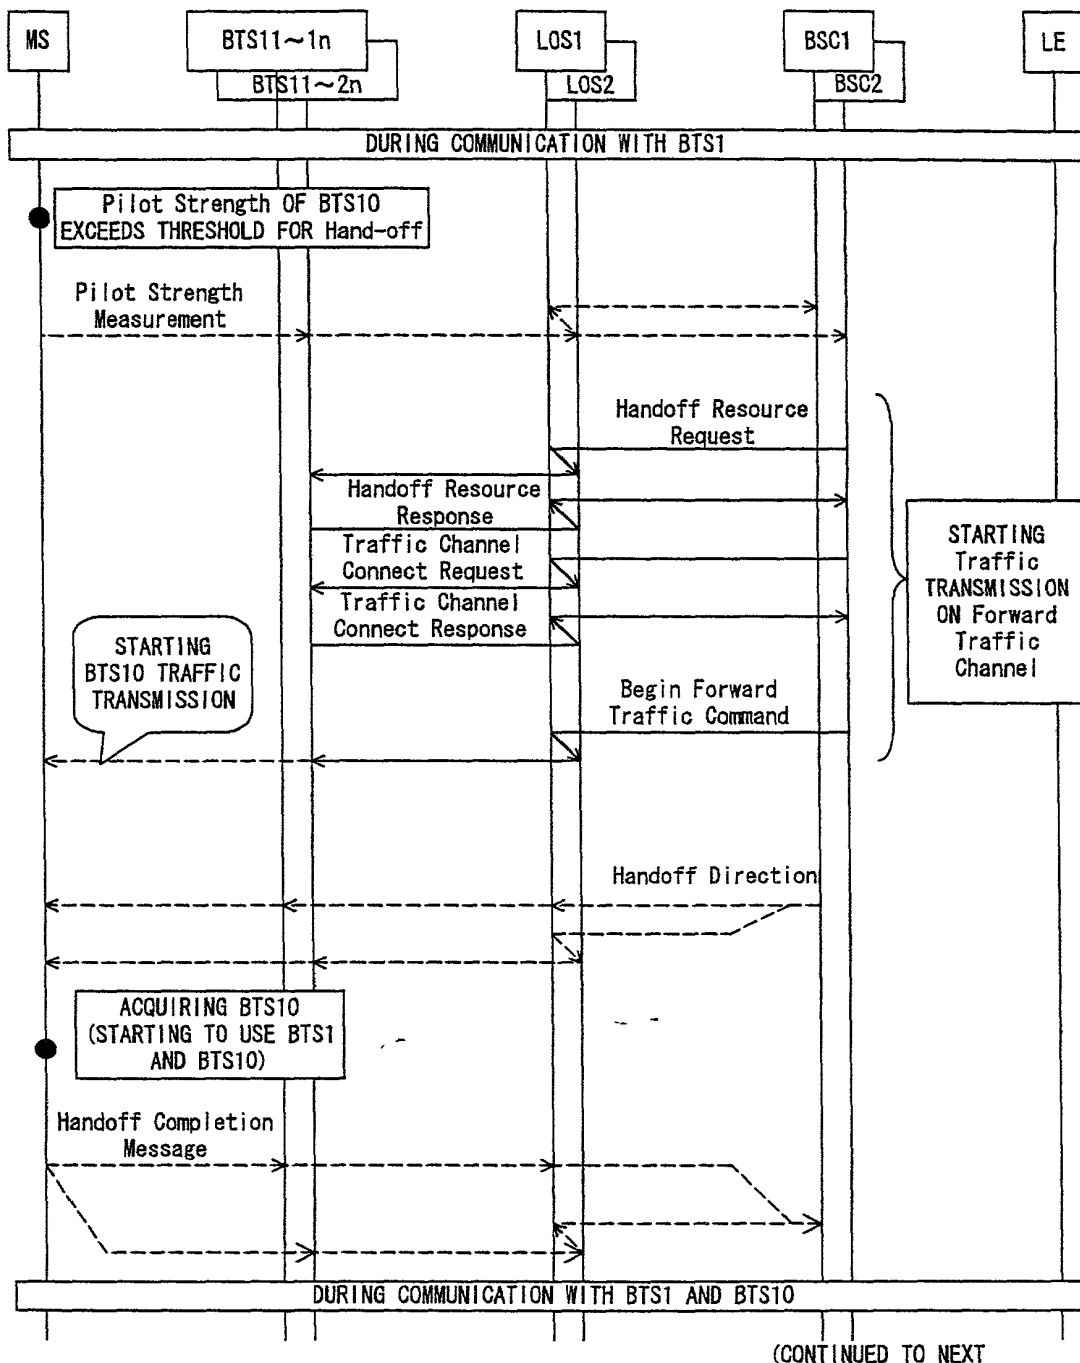 MS
BTS11～1n
LOS1
BSC1
LE
BTS11～2n
LOS2
BSC2
DURING COMMUNICATION WITH BTS1
Pilot Strength OF BTS10
EXCEEDS THRESHOLD FOR Hand-off
Pilot Strength
Measurement
Handoff Resource
Request
Handoff Resource
Response
Traffic Channel
Connect Request
Traffic Channel
Connect Response
STARTING
Traffic
TRANSMISSION
ON Forward
Traffic
Channel
STARTING
BTS10 TRAFFIC
TRANSMISSION
Begin Forward
Traffic Command
Handoff Direction
ACQUIRING BTS10
(STARTING TO USE BTS1
AND BTS10)
Handoff Completion
Message
DURING COMMUNICATION WITH BTS1 AND BTS10
(CONTINUED TO NEXT